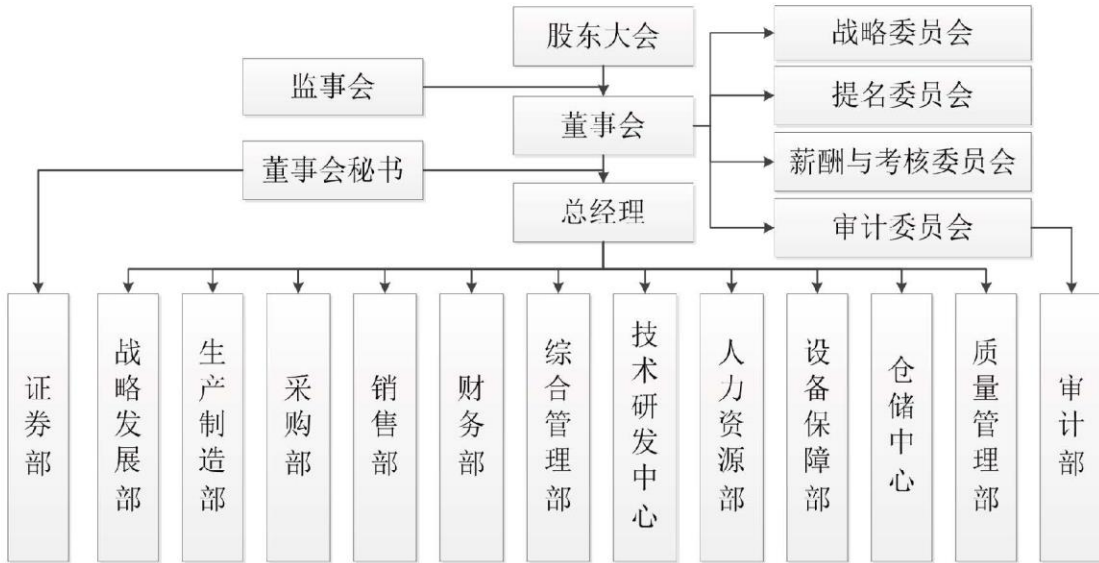 股东大会
战略委员会
监事会
提名委员会
董事会
董事会秘书
薪酬与考核委员会
总经理
审计委员会
证券部
战略发展部
生产制造部
采购部
销售部
财务部
综合管理部
技术研发中心
人力资源部
设备保障部
仓储中心
质量管理部
审计部